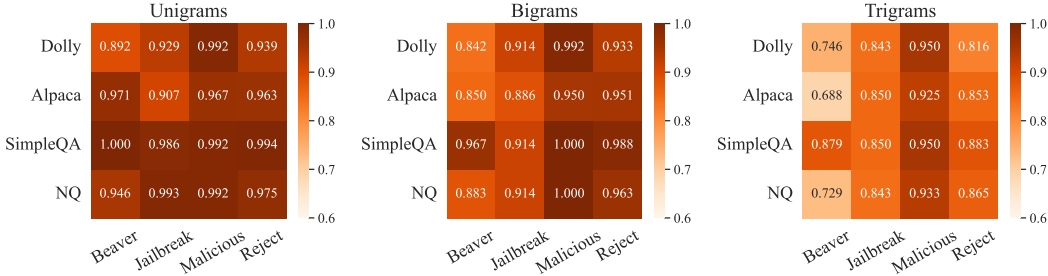 Unigrams
Dolly 0.892 0.929 0.992 0.939
Alpaca 0.971 0.907 0.967 0.963
SimpleQA 1.000 0.986 0.992 0.994
NQ 0.946 0.993 0.992 0.975
Beaver Jailbreak Malicious Reject
1.0
0.9
0.8
0.7
0.6
Bigrams
Dolly 0.842 0.914 0.992 0.933
Alpaca 0.850 0.886 0.950 0.951
SimpleQA 0.967 0.914 1.000 0.988
NQ 0.883 0.914 1.000 0.963
Beaver Jailbreak Malicious Reject
1.0
0.9
0.8
0.7
0.6
Trigrams
Dolly 0.746 0.843 0.950 0.816
Alpaca 0.688 0.850 0.925 0.853
SimpleQA 0.879 0.850 0.950 0.883
NQ 0.729 0.843 0.933 0.865
Beaver Jailbreak Malicious Reject
1.0
0.9
0.8
0.7
0.6